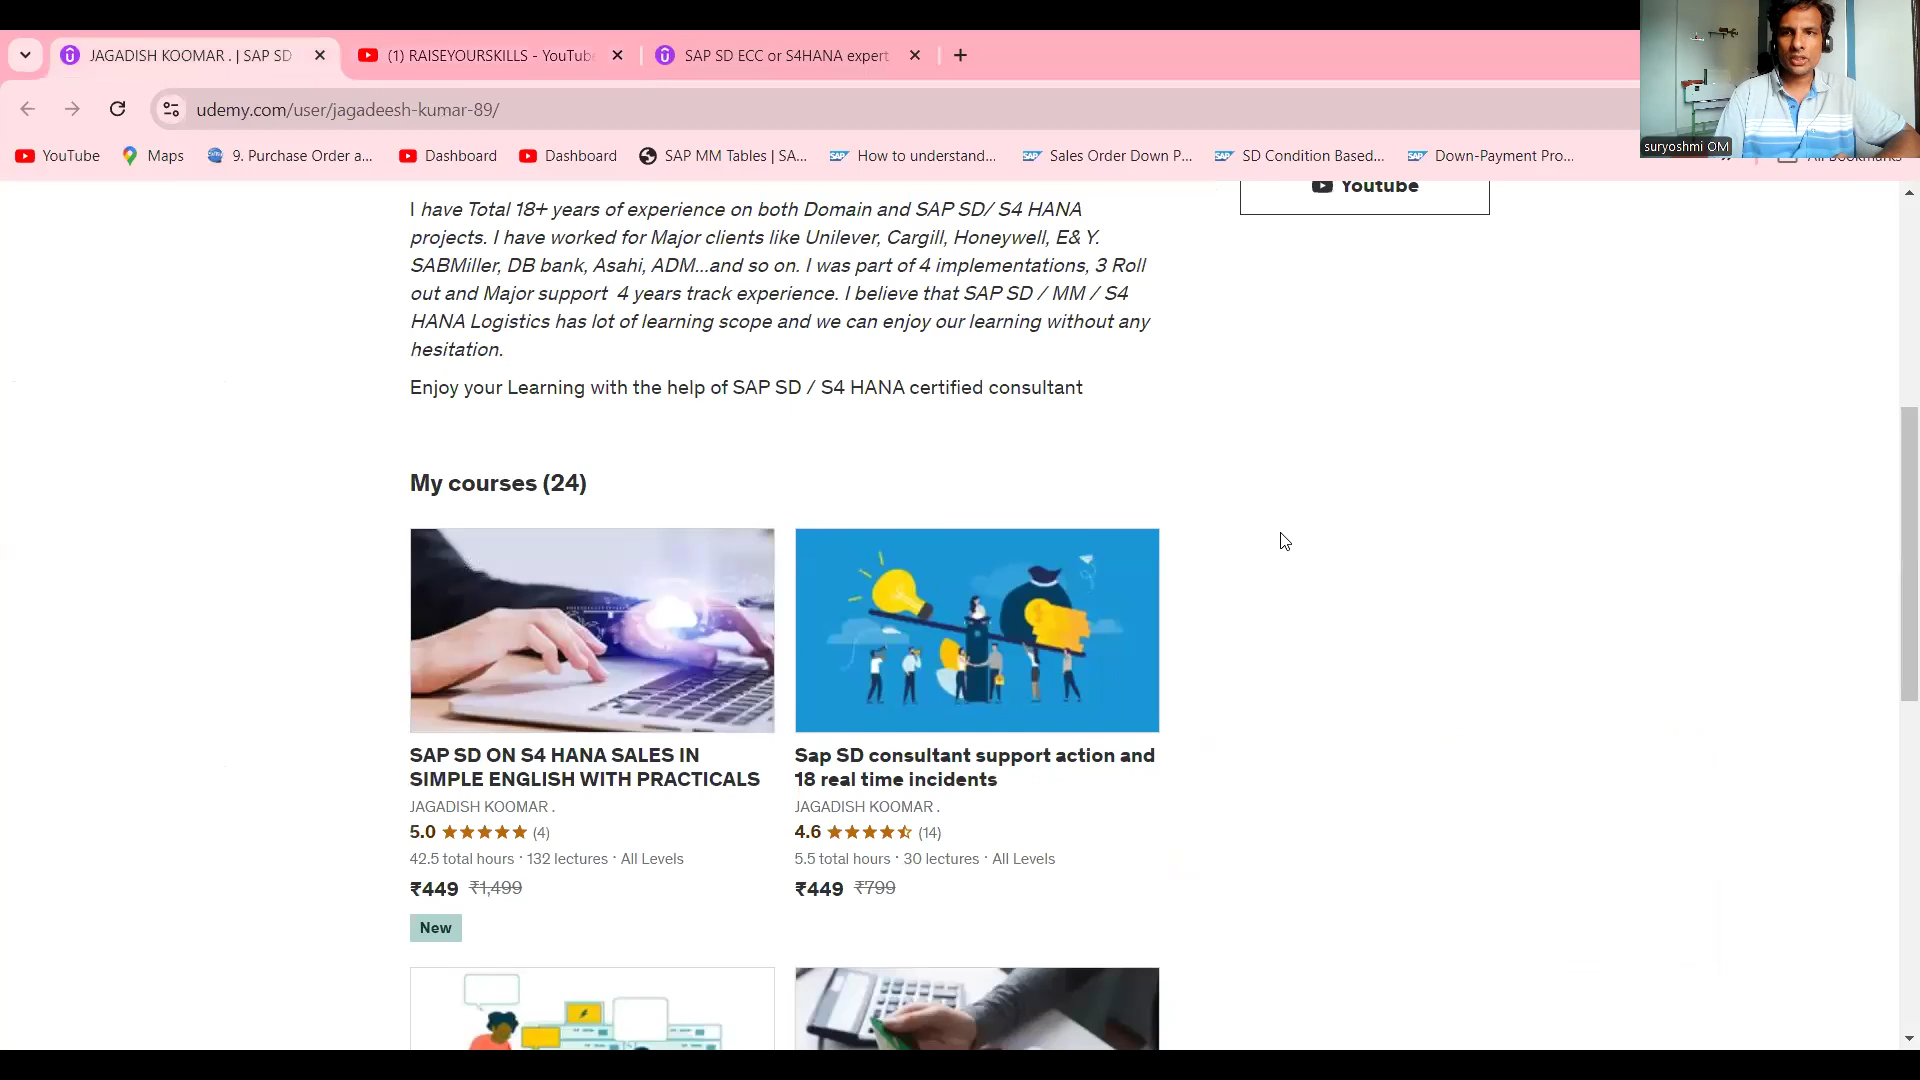 JAGADISH KOOMAR . | SAP SD
(1) RAISEYOURSKILLS - YouTube
SAP SD ECC or S4HANA expert
udemy.com/user/jagadeesh-kumar-89/
YouTube
Maps
9. Purchase Order a...
Dashboard
Dashboard
SAP MM Tables | SA...
How to understand...
Sales Order Down P...
SD Condition Based...
Down-Payment Pro...
All Bookmarks
suryoshmi OM
Youtube
I have Total 18+ years of experience on both Domain and SAP SD/ S4 HANA
projects. I have worked for Major clients like Unilever, Cargill, Honeywell, E& Y.
SABMiller, DB bank, Asahi, ADM...and so on. I was part of 4 implementations, 3 Roll
out and Major support 4 years track experience. I believe that SAP SD / MM / S4
HANA Logistics has lot of learning scope and we can enjoy our learning without any
hesitation.
Enjoy your Learning with the help of SAP SD / S4 HANA certified consultant
My courses (24)
SAP SD ON S4 HANA SALES IN
SIMPLE ENGLISH WITH PRACTICALS
JAGADISH KOOMAR .
5.0 (4)
42.5 total hours · 132 lectures · All Levels
₹449 ₹1,499
New
Sap SD consultant support action and
18 real time incidents
JAGADISH KOOMAR .
4.6 (14)
5.5 total hours · 30 lectures · All Levels
₹449 ₹799